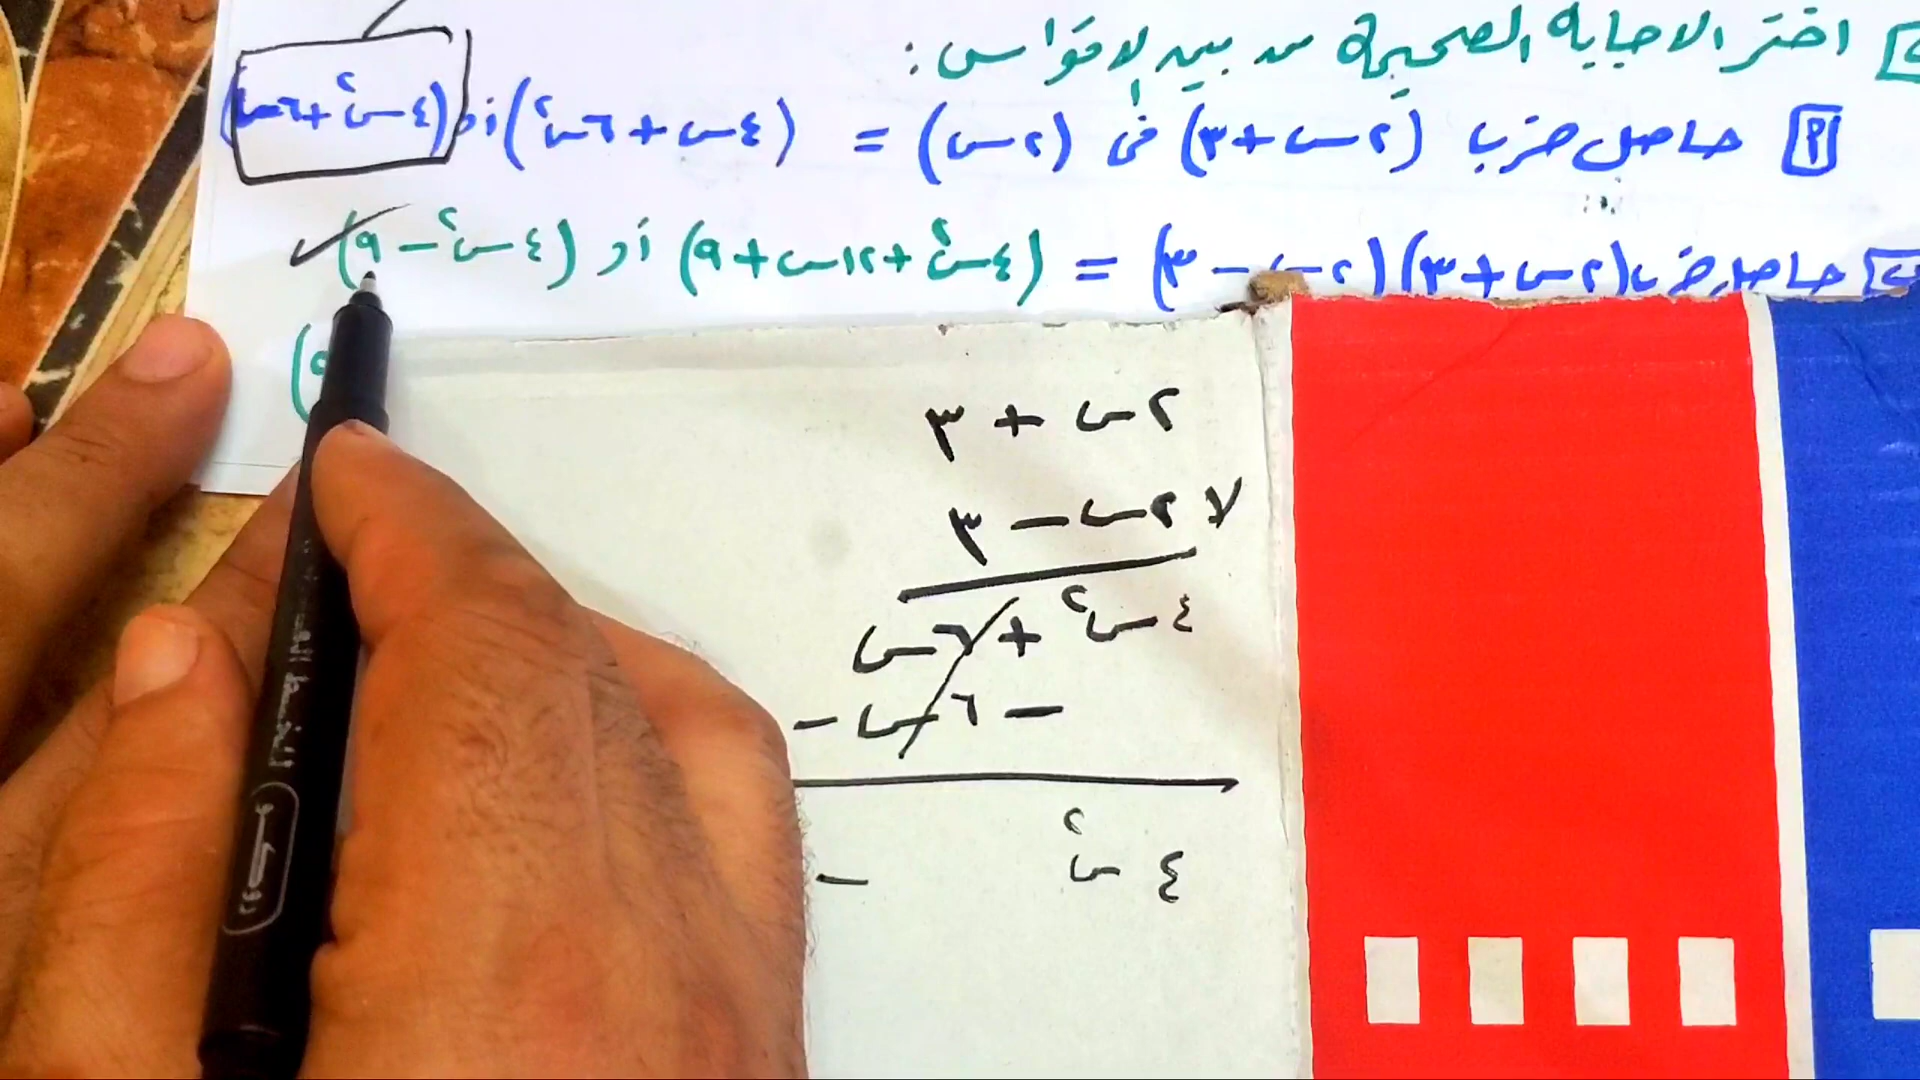 اختر الاجابة الصحيحة من بين الاقواس :
[أ] حاصل ضرب (٢س + ٣) في (٢س) = (٤س + ٦س٢) أو (٤س٢ + ٦س)
حاصل ضرب (٢س + ٣)(٢س - ٣) = (٤س٢ + ١٢س + ٩) أو (٤س٢ - ٩)
٢س + ٣
× ٢س - ٣
٤س٢ + ٦س
- ٦س -
٤س٢ -